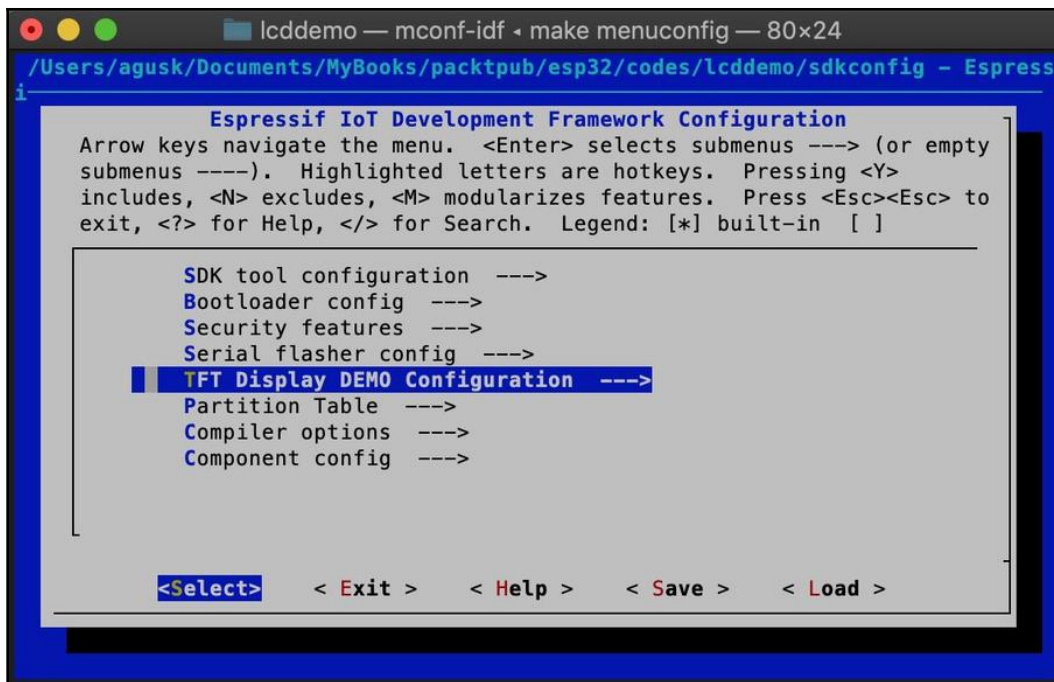 lcddemo — mconf-idf ◂ make menuconfig — 80×24
/Users/agusk/Documents/MyBooks/packtpub/esp32/codes/lcddemo/sdkconfig – Espress
i
Espressif IoT Development Framework Configuration
Arrow keys navigate the menu.  <Enter> selects submenus ---> (or empty
submenus ----).  Highlighted letters are hotkeys.  Pressing <Y>
includes, <N> excludes, <M> modularizes features.  Press <Esc><Esc> to
exit, <?> for Help, </> for Search.  Legend: [*] built-in  [ ]
SDK tool configuration  --->
Bootloader config  --->
Security features  --->
Serial flasher config  --->
TFT Display DEMO Configuration  --->
Partition Table  --->
Compiler options  --->
Component config  --->
<Select>    < Exit >    < Help >    < Save >    < Load >